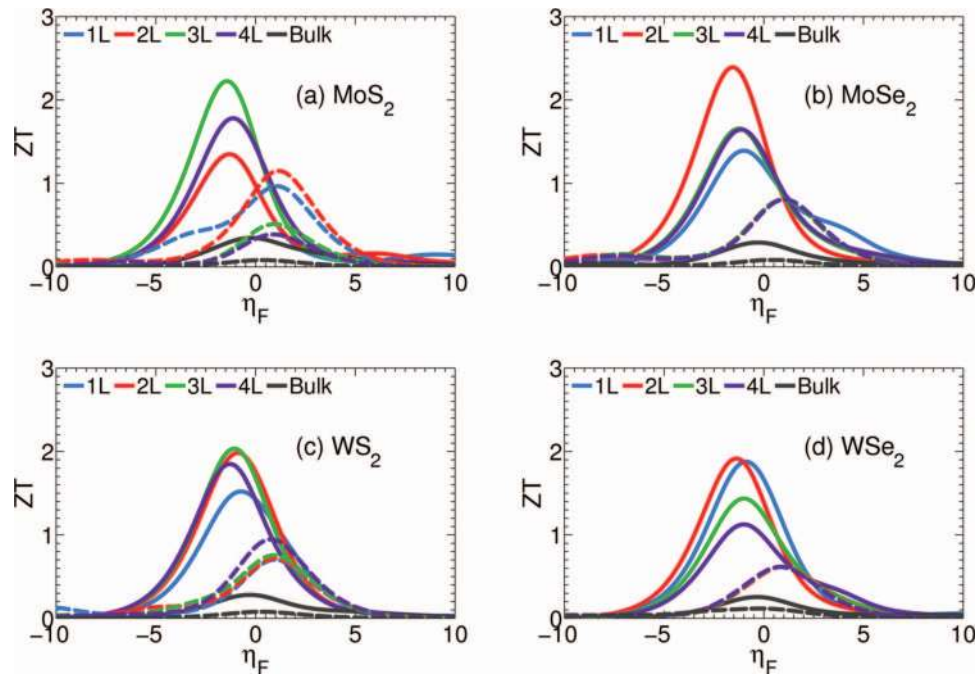 3
1L 2L 3L 4L Bulk
(a) MoS2
2
ZT
1
0
−10 −5 0 5 10
ηF
3
1L 2L 3L 4L Bulk
(b) MoSe2
2
ZT
1
0
−10 −5 0 5 10
ηF
3
1L 2L 3L 4L Bulk
(c) WS2
2
ZT
1
0
−10 −5 0 5 10
ηF
3
1L 2L 3L 4L Bulk
(d) WSe2
2
ZT
1
0
−10 −5 0 5 10
ηF